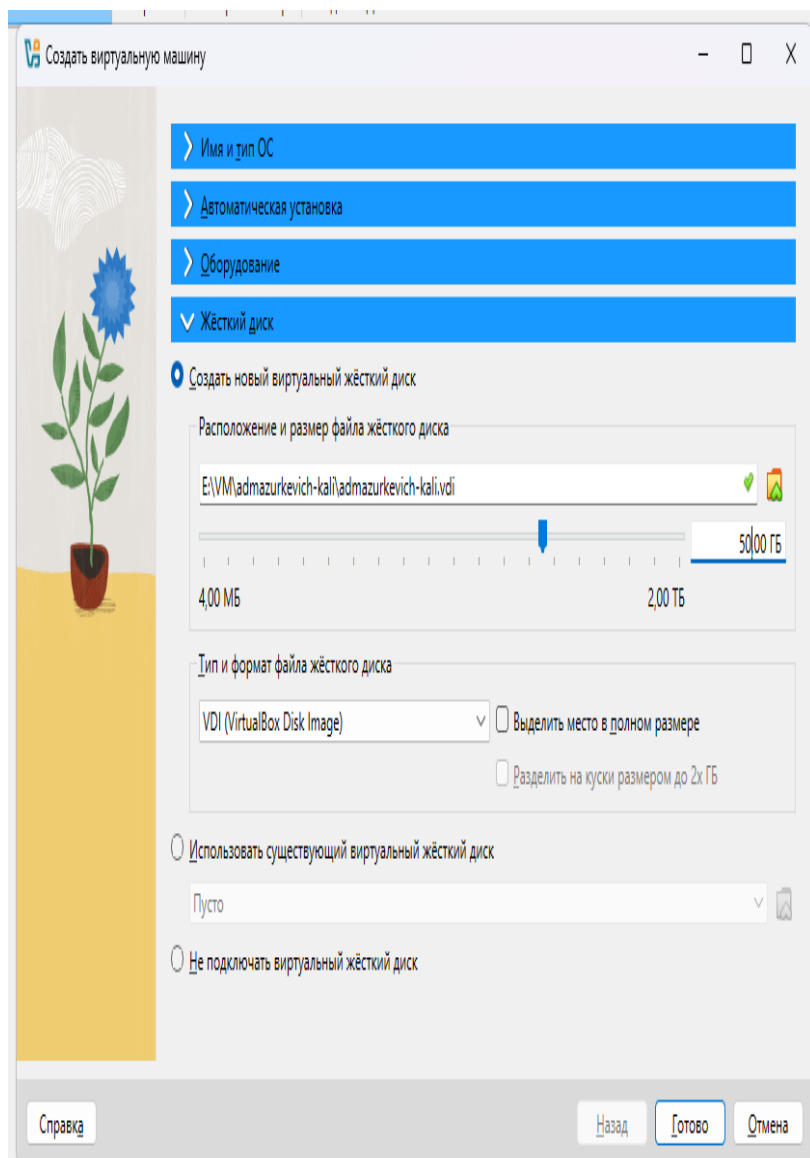 Создать виртуальную машину
Имя и тип ОС
Автоматическая установка
Оборудование
Жёсткий диск
Создать новый виртуальный жёсткий диск
Расположение и размер файла жёсткого диска
E:\VM\admazurkevich-kali\admazurkevich-kali.vdi
50,00 ГБ
4,00 МБ 2,00 ТБ
Тип и формат файла жёсткого диска
VDI (VirtualBox Disk Image) Выделить место в полном размере
Разделить на куски размером до 2х ГБ
Использовать существующий виртуальный жёсткий диск
Пусто
Не подключать виртуальный жёсткий диск
Справка Назад Готово Отмена